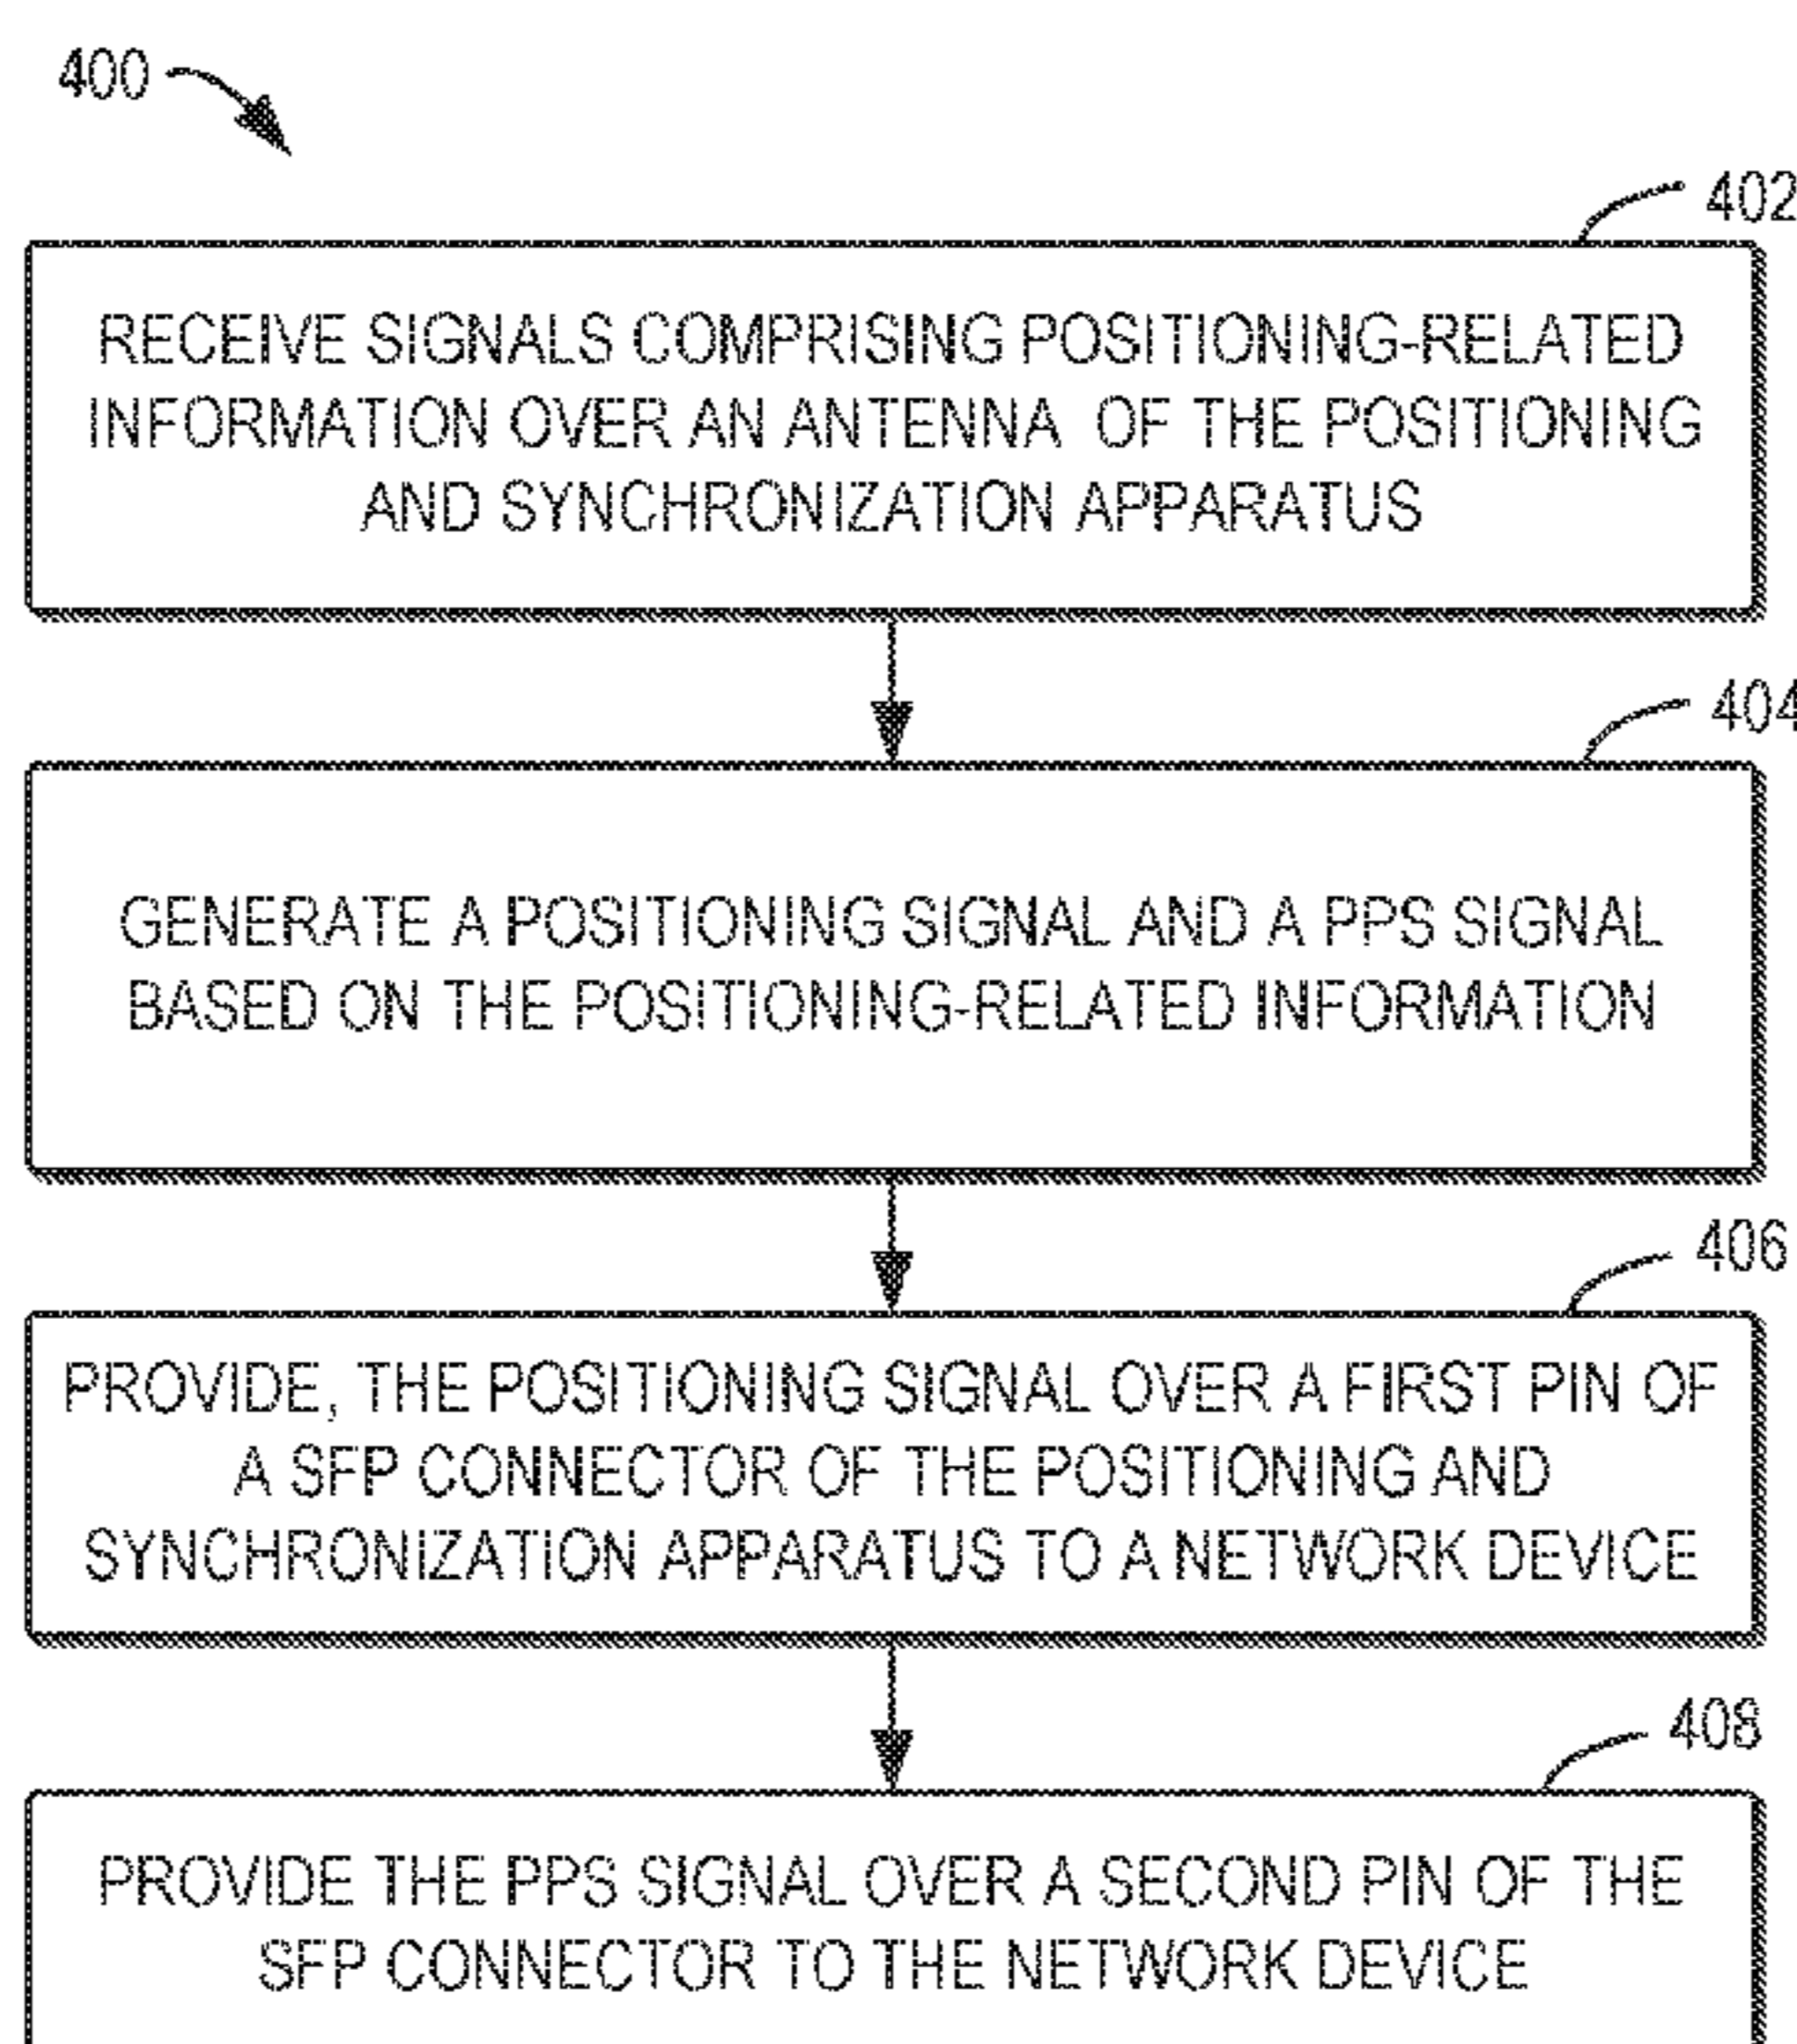 400
402
RECEIVE SIGNALS COMPRISING POSITIONING-RELATED
INFORMATION OVER AN ANTENNA OF THE POSITIONING
AND SYNCHRONIZATION APPARATUS
404
GENERATE A POSITIONING SIGNAL AND A PPS SIGNAL
BASED ON THE POSITIONING-RELATED INFORMATION
406
PROVIDE, THE POSITIONING SIGNAL OVER A FIRST PIN OF
A SFP CONNECTOR OF THE POSITIONING AND
SYNCHRONIZATION APPARATUS TO A NETWORK DEVICE
408
PROVIDE THE PPS SIGNAL OVER A SECOND PIN OF THE
SFP CONNECTOR TO THE NETWORK DEVICE